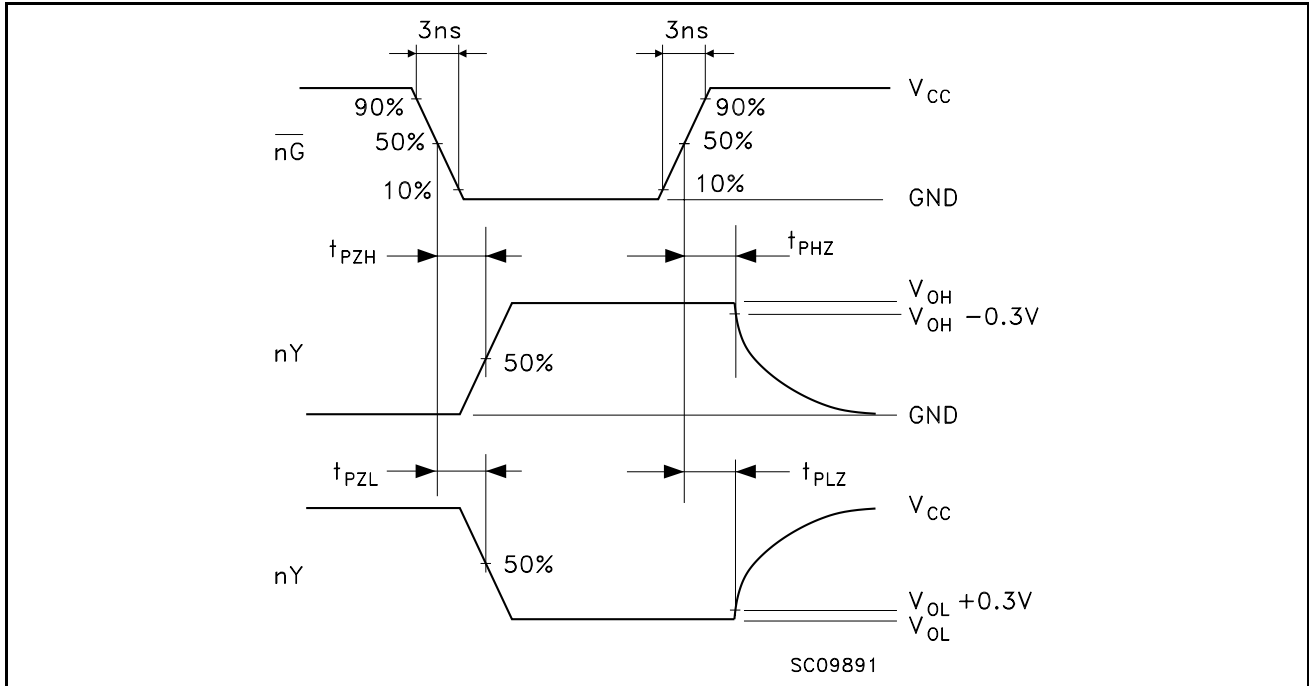 3ns 3ns
90% 90% V_CC
n̅G̅ 50% 50%
10% 10% GND
t_PZH t_PHZ
V_OH
V_OH −0.3V
nY 50%
GND
t_PZL t_PLZ
V_CC
50%
nY
V_OL +0.3V
V_OL
SC09891